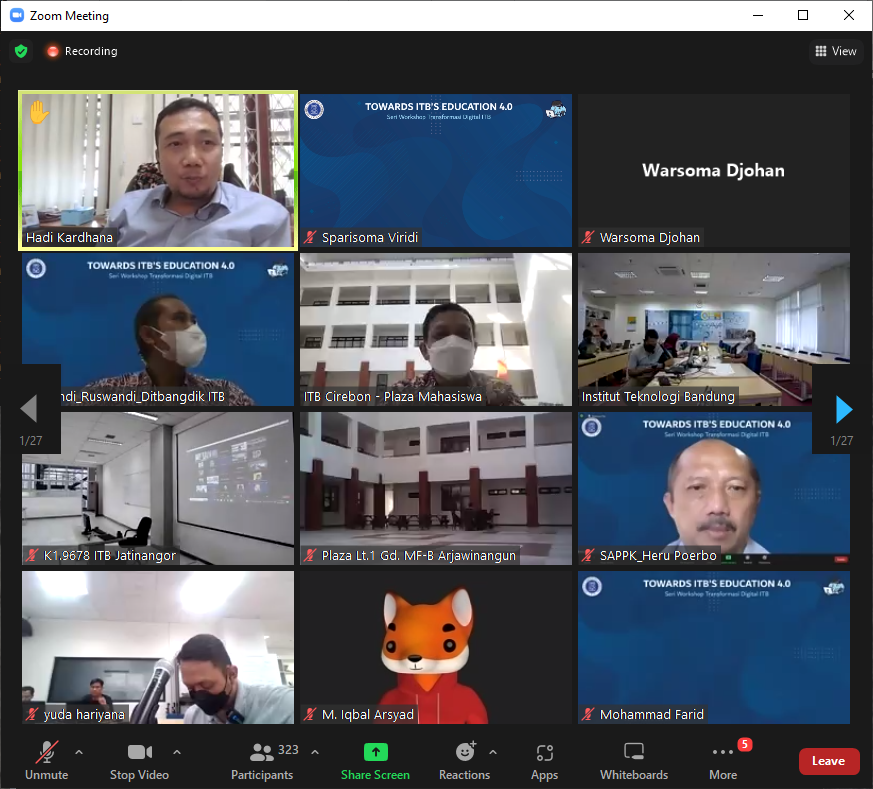 Zoom Meeting
Recording
View
Hadi Kardhana
TOWARDS ITB'S EDUCATION 4.0
Seri Workshop Transformasi Digital ITB
Sparisoma Viridi
Warsoma Djohan
Warsoma Djohan
TOWARDS ITB'S EDUCATION 4.0
Seri Workshop Transformasi Digital ITB
ndi_Ruswandi_Ditbangdik ITB
ITB Cirebon - Plaza Mahasiswa
Institut Teknologi Bandung
1/27
1/27
K1.9678 ITB Jatinangor
Plaza Lt.1 Gd. MF-B Arjawinangun
TOWARDS ITB'S EDUCATION 4.0
Seri Workshop Transformasi Digital ITB
SAPPK_Heru Poerbo
yuda hariyana
M. Iqbal Arsyad
TOWARDS ITB'S EDUCATION 4.0
Seri Workshop Transformasi Digital ITB
Mohammad Farid
Unmute
Stop Video
323
Participants
Share Screen
Reactions
Apps
Whiteboards
5
More
Leave